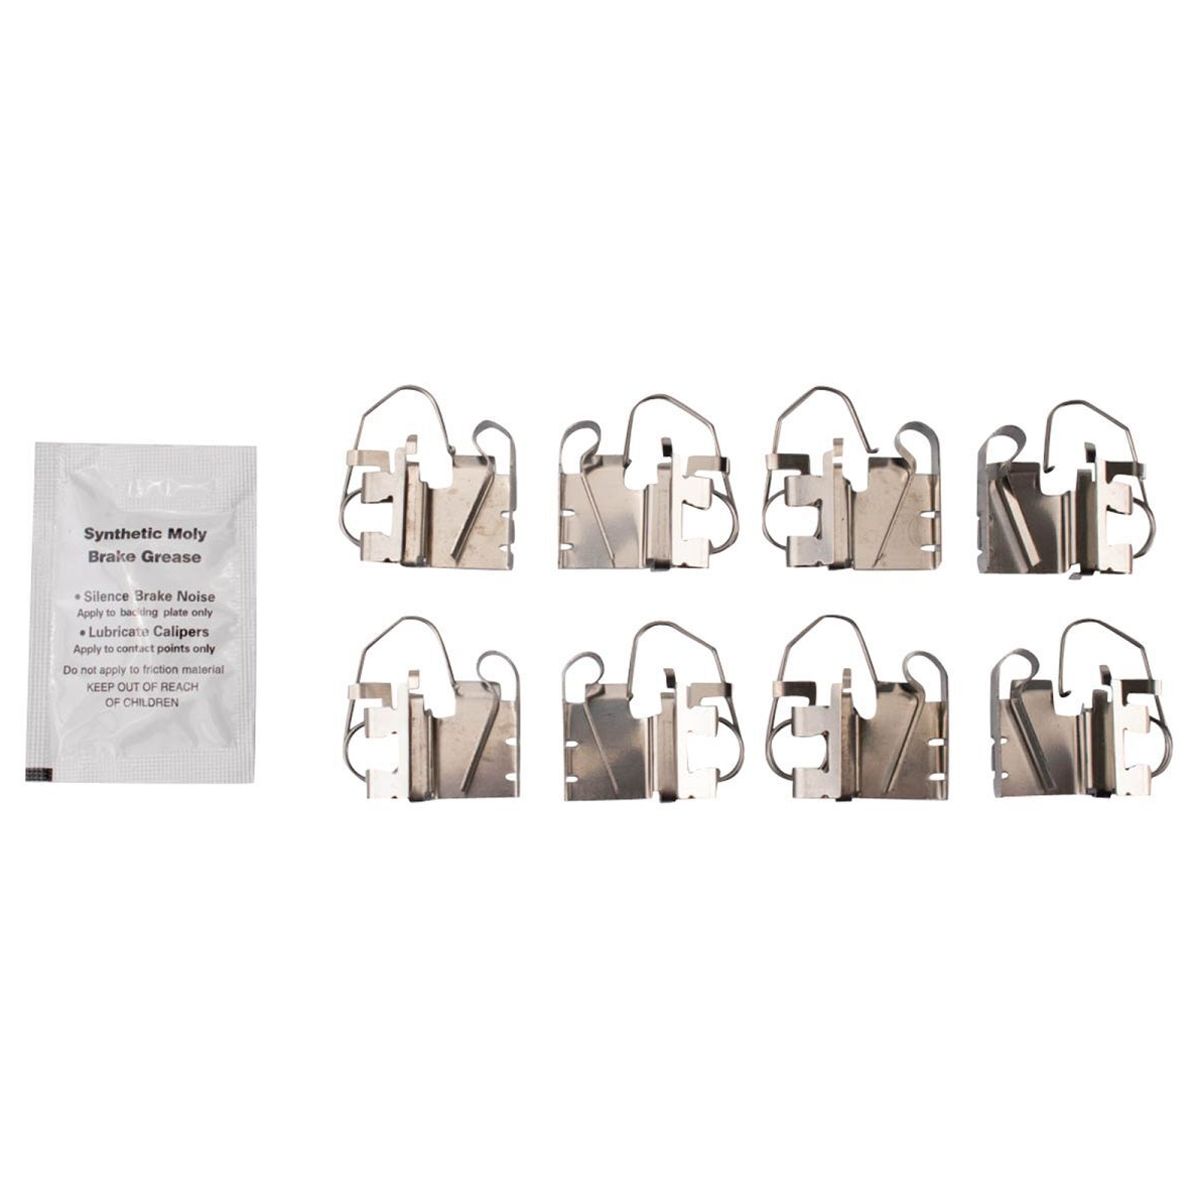 Synthetic Moly
Brake Grease
• Silence Brake Noise
Apply to backing plate only
• Lubricate Calipers
Apply to contact points only
Do not apply to friction material
KEEP OUT OF REACH
OF CHILDREN